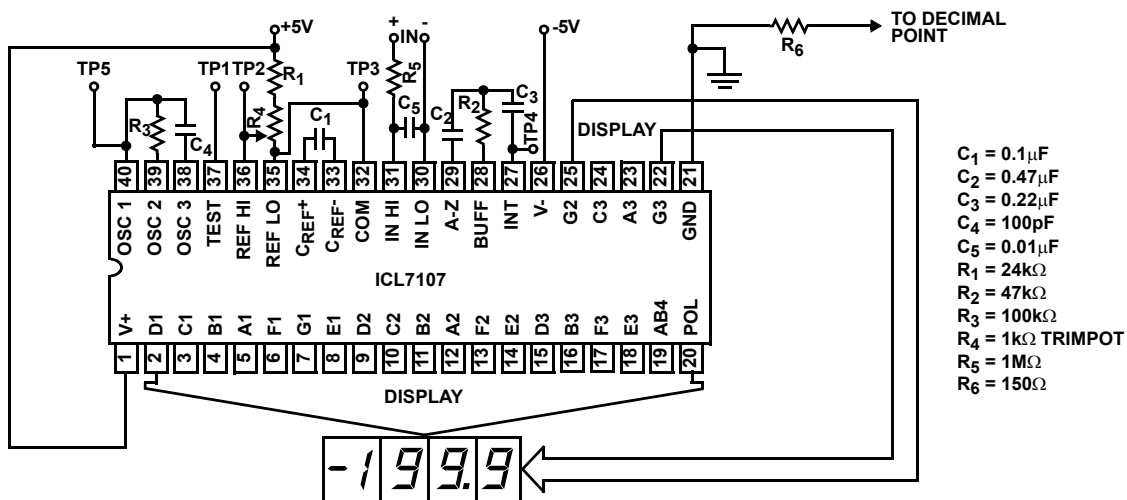 +5V
+
IN
-
-5V
TO DECIMAL
POINT
R6
TP5
TP1
TP2
TP3
R1
R5
R4
R3
C4
C1
C5
C2
R2
C3
TP4
DISPLAY
40 39 38 37 36 35 34 33 32 31 30 29 28 27 26 25 24 23 22 21
OSC 1
OSC 2
OSC 3
TEST
REF HI
REF LO
CREF+
CREF-
COM
IN HI
IN LO
A-Z
BUFF
INT
V-
G2
C3
A3
G3
GND
ICL7107
V+
D1
C1
B1
A1
F1
G1
E1
D2
C2
B2
A2
F2
E2
D3
B3
F3
E3
AB4
POL
1 2 3 4 5 6 7 8 9 10 11 12 13 14 15 16 17 18 19 20
DISPLAY
-199.9
C1 = 0.1μF
C2 = 0.47μF
C3 = 0.22μF
C4 = 100pF
C5 = 0.01μF
R1 = 24kΩ
R2 = 47kΩ
R3 = 100kΩ
R4 = 1kΩ TRIMPOT
R5 = 1MΩ
R6 = 150Ω